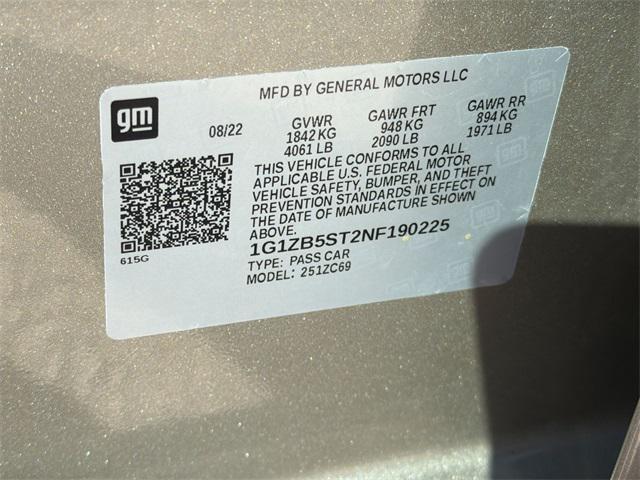 MFD BY GENERAL MOTORS LLC
gm
08/22
GVWR
1842 KG
4061 LB
GAWR FRT
948 KG
2090 LB
GAWR RR
894 KG
1971 LB
THIS VEHICLE CONFORMS TO ALL
APPLICABLE U.S. FEDERAL MOTOR
VEHICLE SAFETY, BUMPER, AND THEFT
PREVENTION STANDARDS IN EFFECT ON
THE DATE OF MANUFACTURE SHOWN
ABOVE.
1G1ZB5ST2NF190225
TYPE: PASS CAR
MODEL: 251ZC69
615G